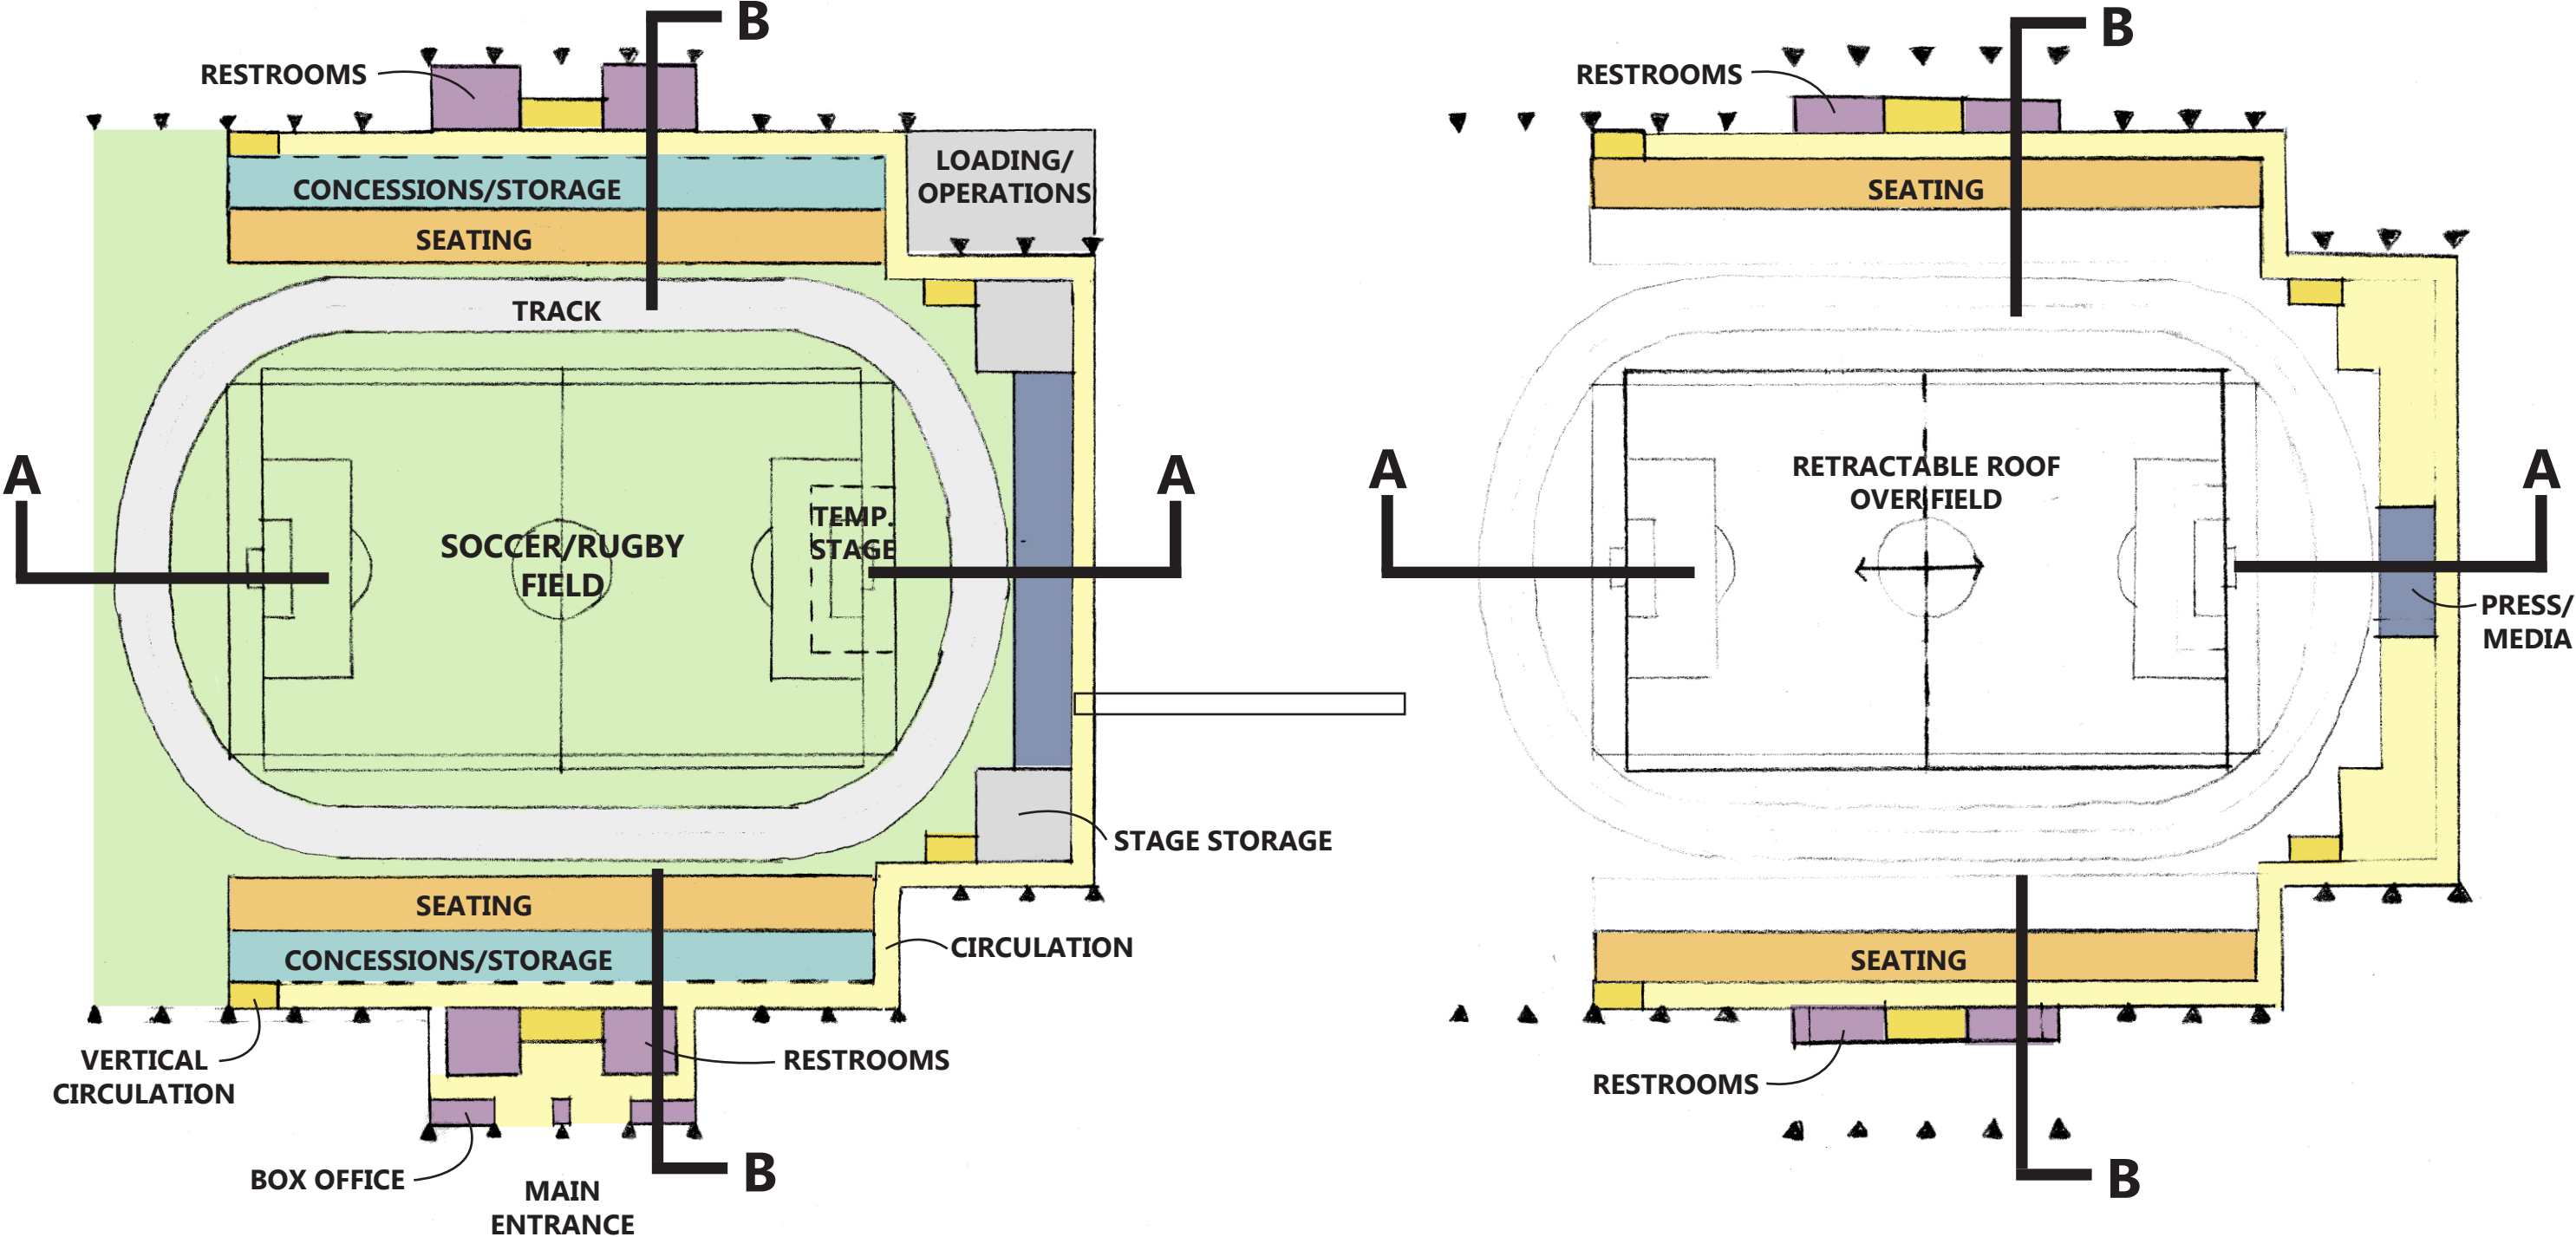 B
RESTROOMS
LOADING/
OPERATIONS
CONCESSIONS/STORAGE
SEATING
TRACK
A
A
TEMP.
STAGE
SOCCER/RUGBY
FIELD
STAGE STORAGE
SEATING
CIRCULATION
CONCESSIONS/STORAGE
VERTICAL
CIRCULATION
RESTROOMS
BOX OFFICE
B
MAIN
ENTRANCE
B
RESTROOMS
SEATING
RETRACTABLE ROOF
OVER FIELD
A
A
PRESS/
MEDIA
SEATING
RESTROOMS
B